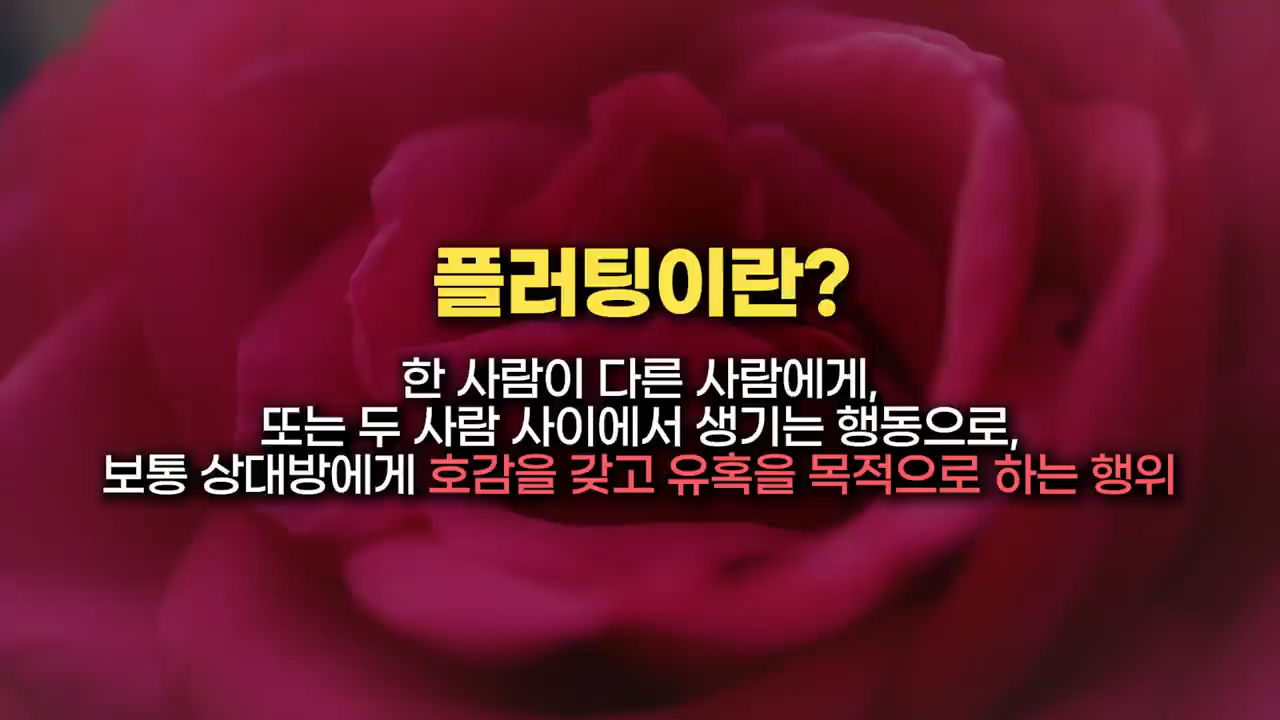 플러팅이란?
한 사람이 다른 사람에게,
또는 두 사람 사이에서 생기는 행동으로,
보통 상대방에게 호감을 갖고 유혹을 목적으로 하는 행위